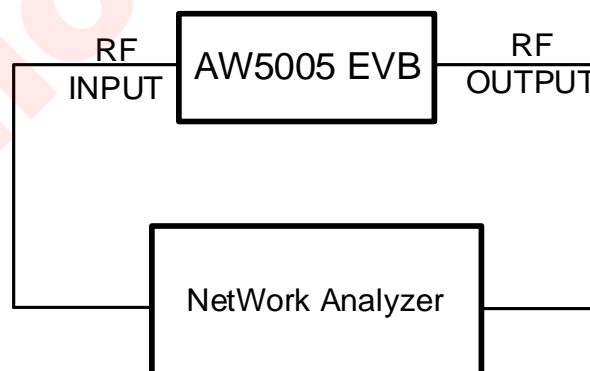 RF
INPUT
AW5005 EVB
RF
OUTPUT
NetWork Analyzer